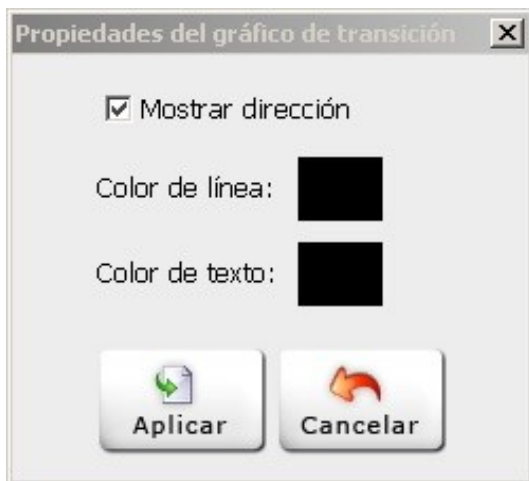 Propiedades del gráfico de transición
Mostrar dirección
Color de línea:
Color de texto:
Aplicar
Cancelar